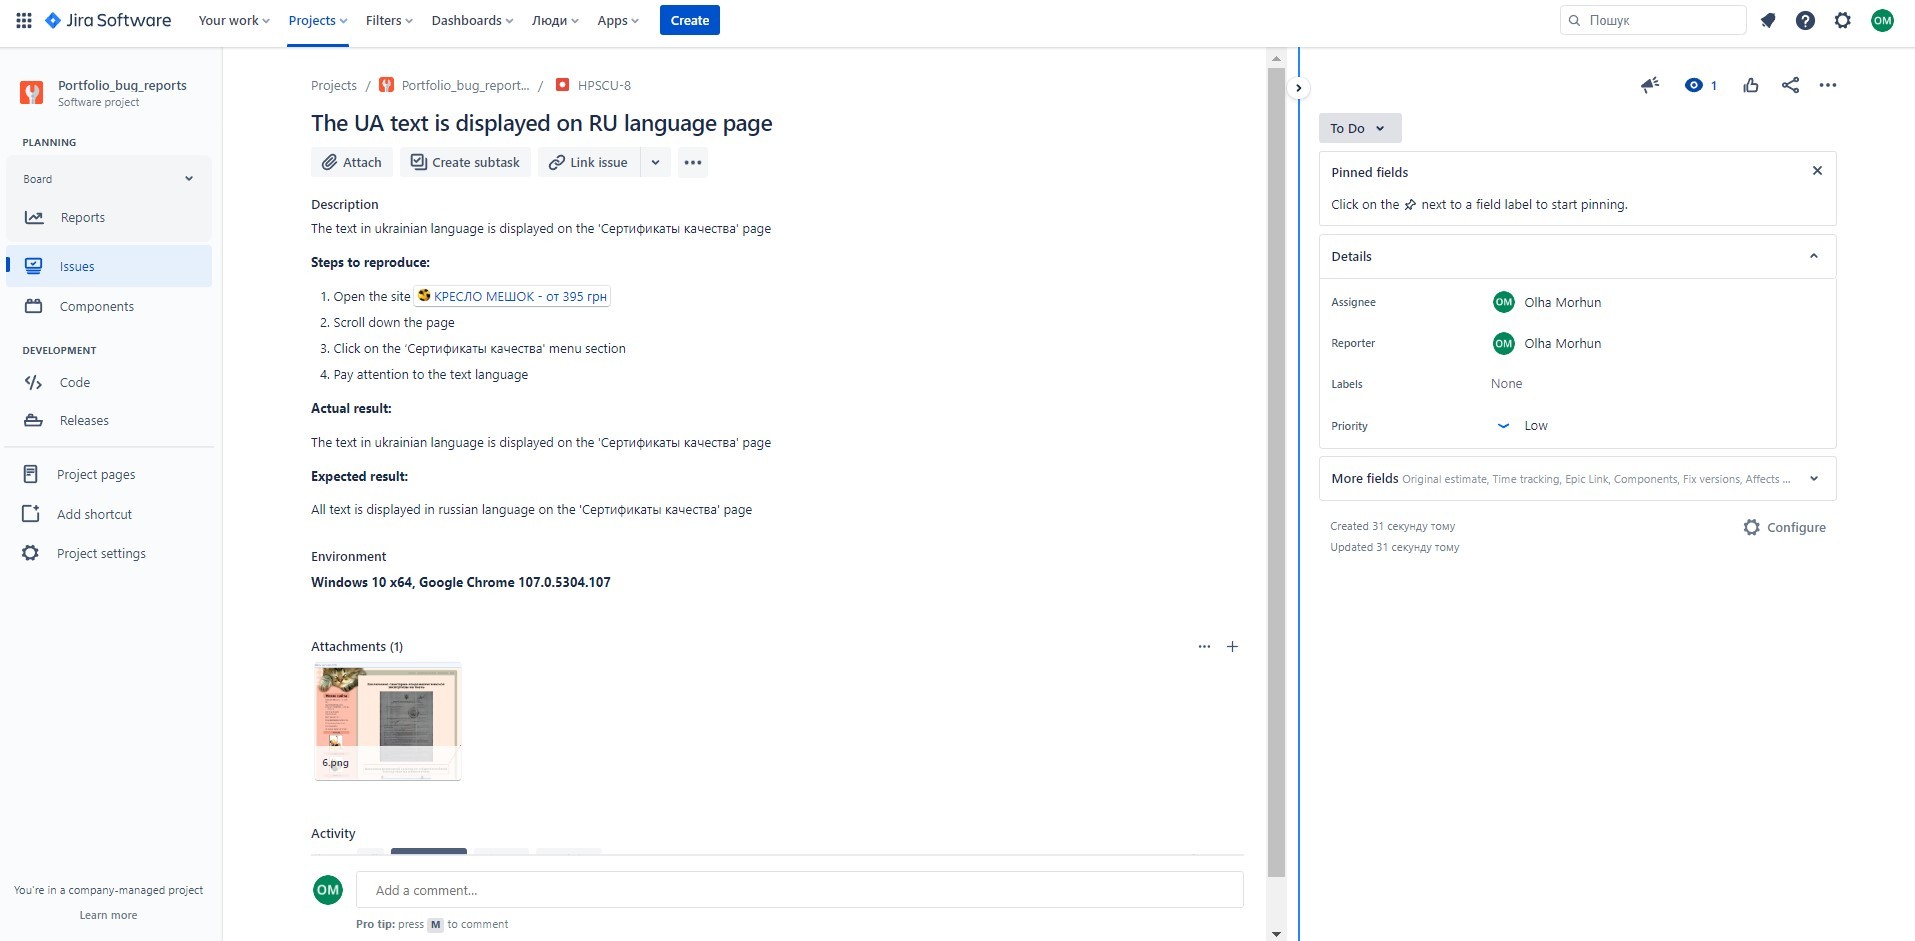 Jira Software
Your work
Projects
Filters
Dashboards
Люди
Apps
Create
Пошук
OM
Portfolio_bug_reports
Software project
PLANNING
Board
Reports
Issues
Components
DEVELOPMENT
Code
Releases
Project pages
Add shortcut
Project settings
You're in a company-managed project
Learn more
Projects / Portfolio_bug_report... / HPSCU-8
The UA text is displayed on RU language page
Attach
Create subtask
Link issue
Description
The text in ukrainian language is displayed on the 'Сертификаты качества' page
Steps to reproduce:
1. Open the site КРЕСЛО МЕШОК - от 395 грн
2. Scroll down the page
3. Click on the 'Сертификаты качества' menu section
4. Pay attention to the text language
Actual result:
The text in ukrainian language is displayed on the 'Сертификаты качества' page
Expected result:
All text is displayed in russian language on the 'Сертификаты качества' page
Environment
Windows 10 x64, Google Chrome 107.0.5304.107
Attachments (1)
6.png
Activity
OM
Add a comment...
Pro tip: press M to comment
1
To Do
Pinned fields
Click on the next to a field label to start pinning.
Details
Assignee
OM Olha Morhun
Reporter
OM Olha Morhun
Labels
None
Priority
Low
More fields Original estimate, Time tracking, Epic Link, Components, Fix versions, Affects ...
Created 31 секунду тому
Updated 31 секунду тому
Configure